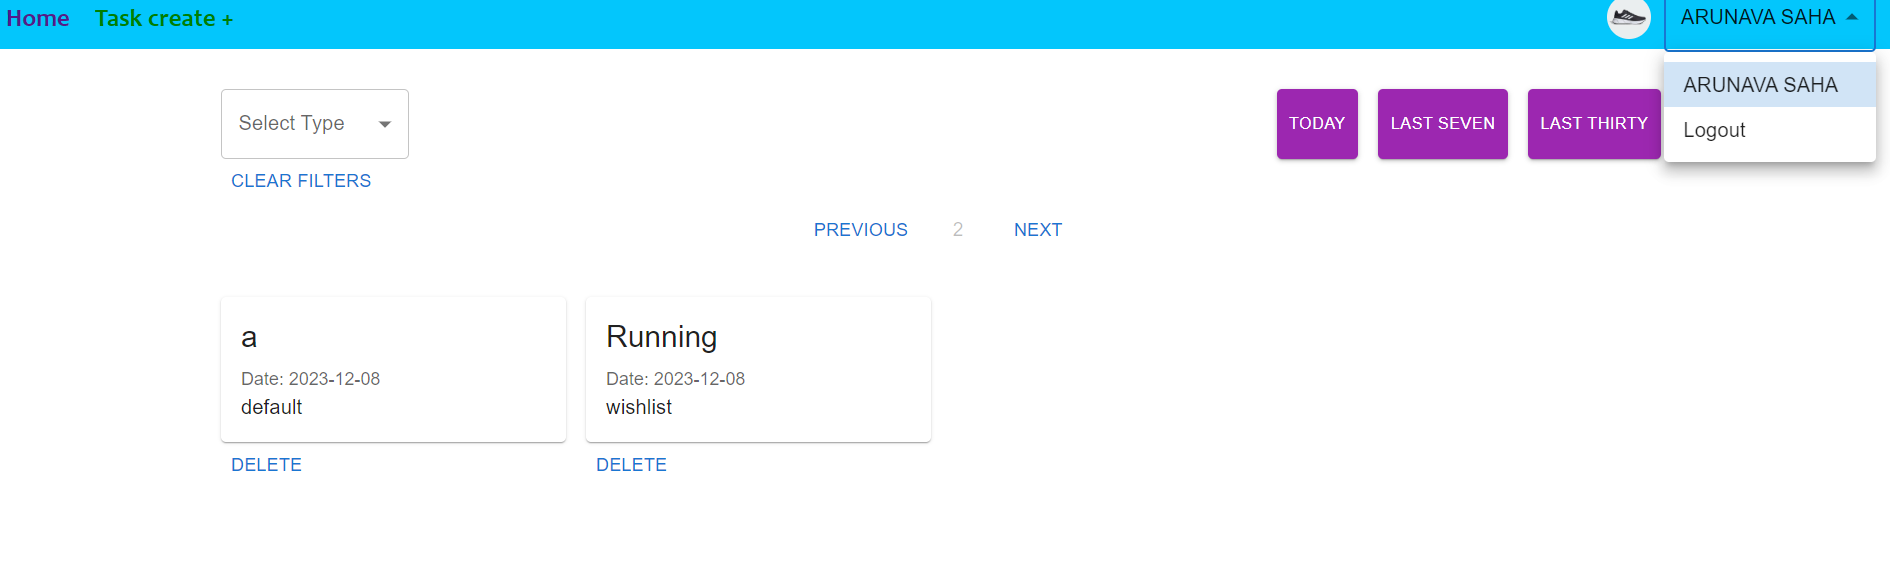 Home Task create + ARUNAVA SAHA
ARUNAVA SAHA
Logout
Select Type TODAY LAST SEVEN LAST THIRTY
CLEAR FILTERS
PREVIOUS 2 NEXT
a
Date: 2023-12-08
default
DELETE
Running
Date: 2023-12-08
wishlist
DELETE